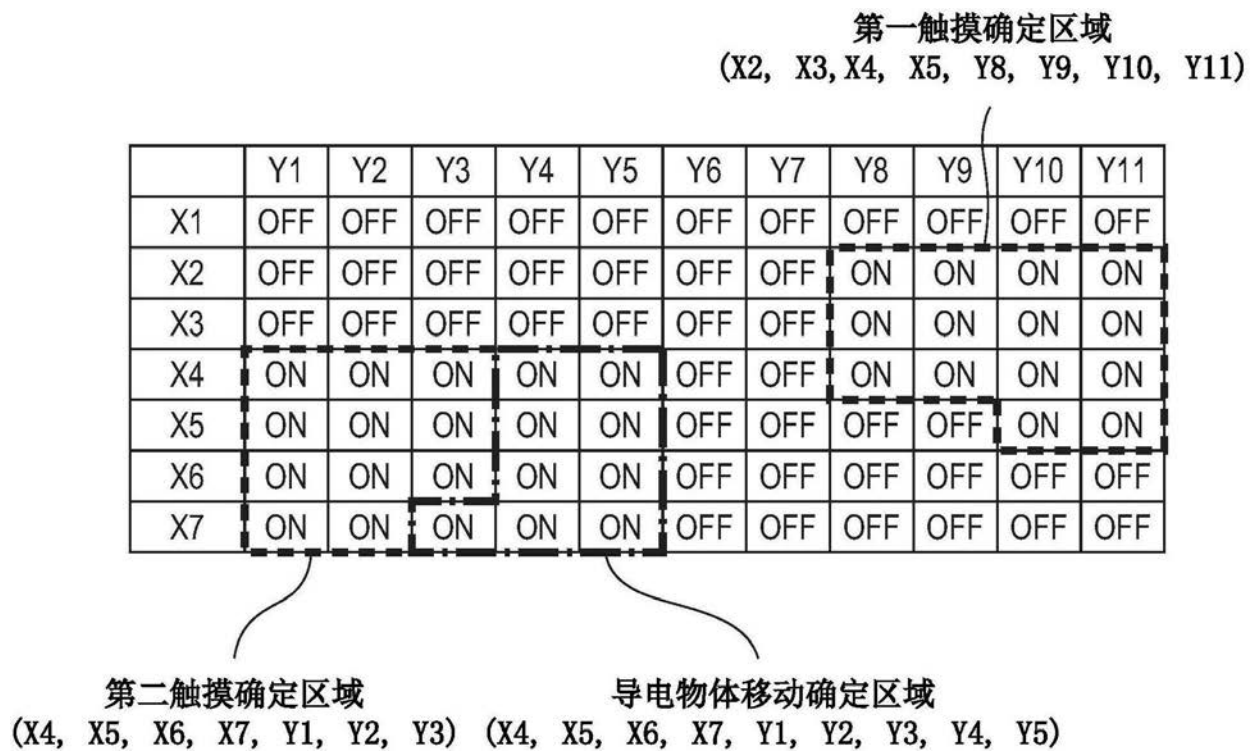 第一触摸确定区域
(X2, X3, X4, X5, Y8, Y9, Y10, Y11)
Y1 Y2 Y3 Y4 Y5 Y6 Y7 Y8 Y9 Y10 Y11
X1 OFF OFF OFF OFF OFF OFF OFF OFF OFF OFF OFF
X2 OFF OFF OFF OFF OFF OFF OFF ON ON ON ON
X3 OFF OFF OFF OFF OFF OFF OFF ON ON ON ON
X4 ON ON ON ON ON OFF OFF ON ON ON ON
X5 ON ON ON ON ON OFF OFF OFF OFF ON ON
X6 ON ON ON ON ON OFF OFF OFF OFF OFF OFF
X7 ON ON ON ON ON OFF OFF OFF OFF OFF OFF
第二触摸确定区域 导电物体移动确定区域
(X4, X5, X6, X7, Y1, Y2, Y3) (X4, X5, X6, X7, Y1, Y2, Y3, Y4, Y5)